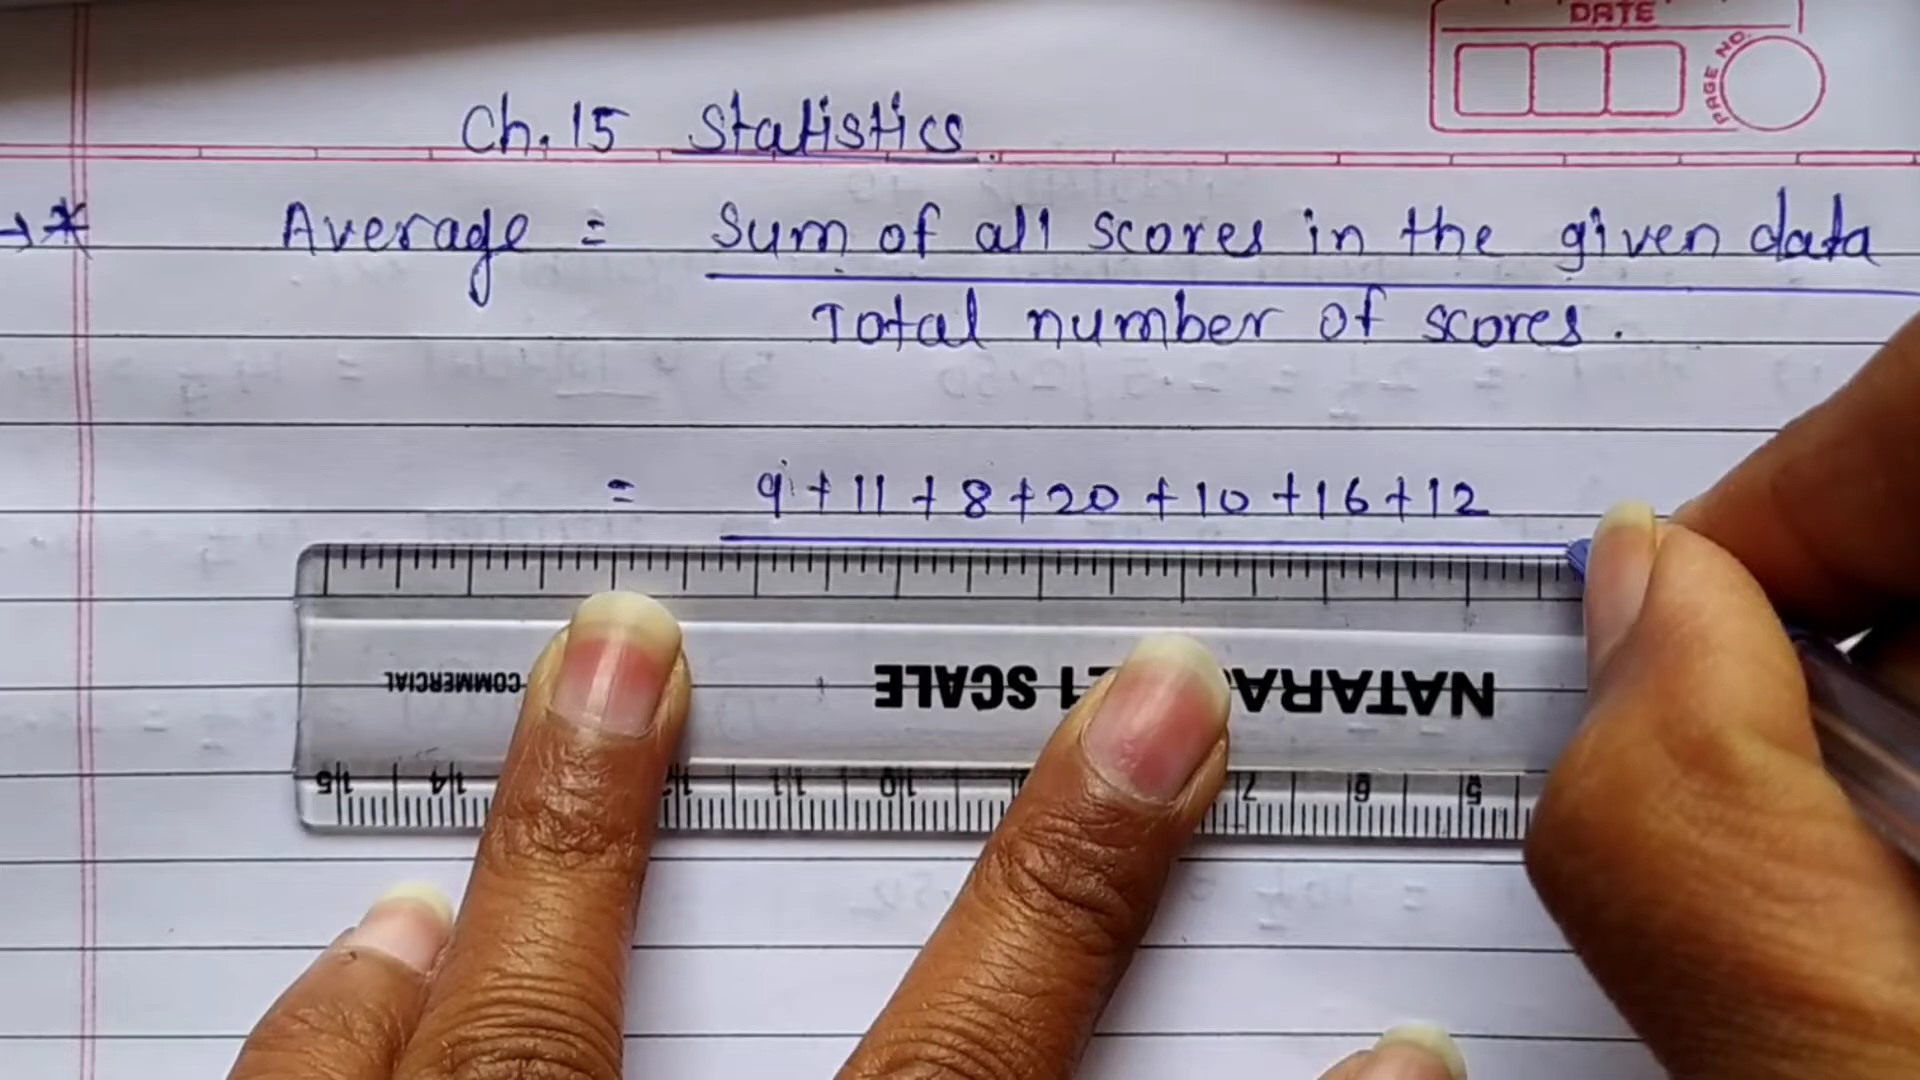 DATE
PAGE NO.
Ch. 15 Statistics.
→* Average = Sum of all scores in the given data
Total number of scores.
= 9+11+8+20+10+16+12
COMMERCIAL SCALE NATARA
15 14 11 10 7 6 5